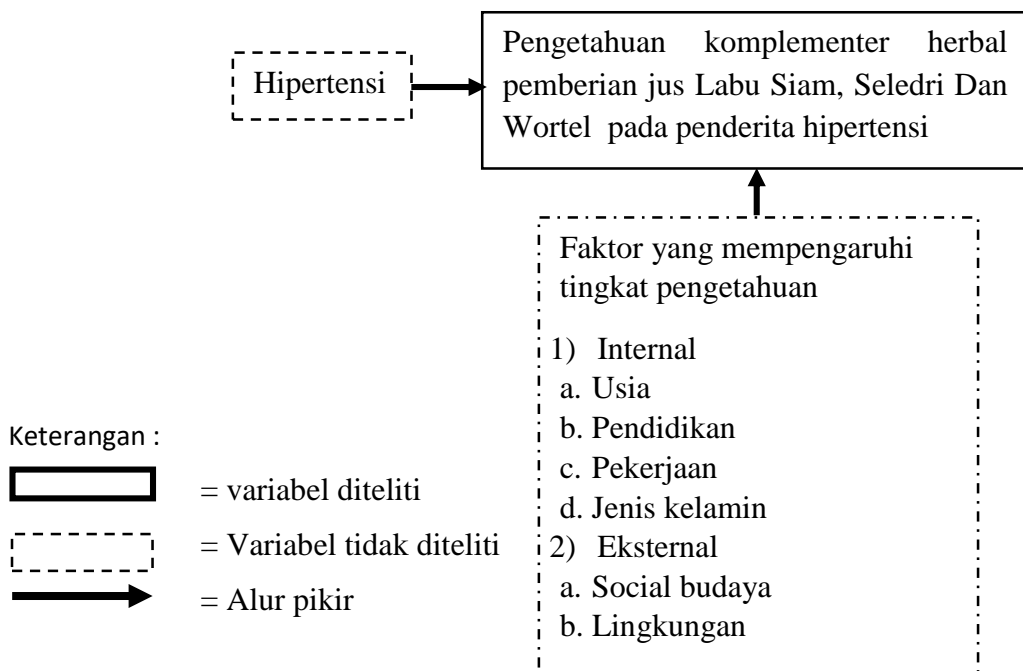 Hipertensi
Pengetahuan komplementer herbal
pemberian jus Labu Siam, Seledri Dan
Wortel pada penderita hipertensi
Faktor yang mempengaruhi
tingkat pengetahuan
1) Internal
a. Usia
b. Pendidikan
c. Pekerjaan
d. Jenis kelamin
2) Eksternal
a. Social budaya
b. Lingkungan
Keterangan :
= variabel diteliti
= Variabel tidak diteliti
= Alur pikir